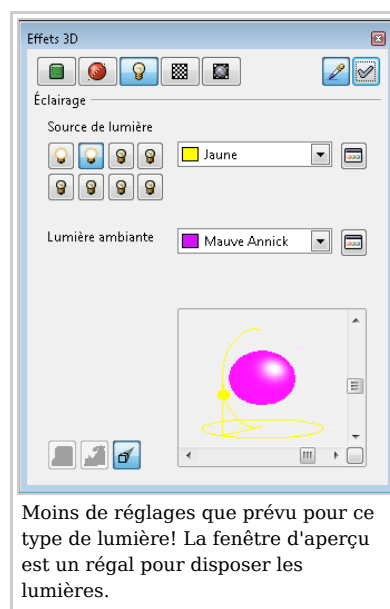 Effets 3D
Éclairage
Source de lumière
Jaune
Lumière ambiante
Mauve Annick
Moins de réglages que prévu pour ce
type de lumière! La fenêtre d'aperçu
est un régal pour disposer les
lumières.